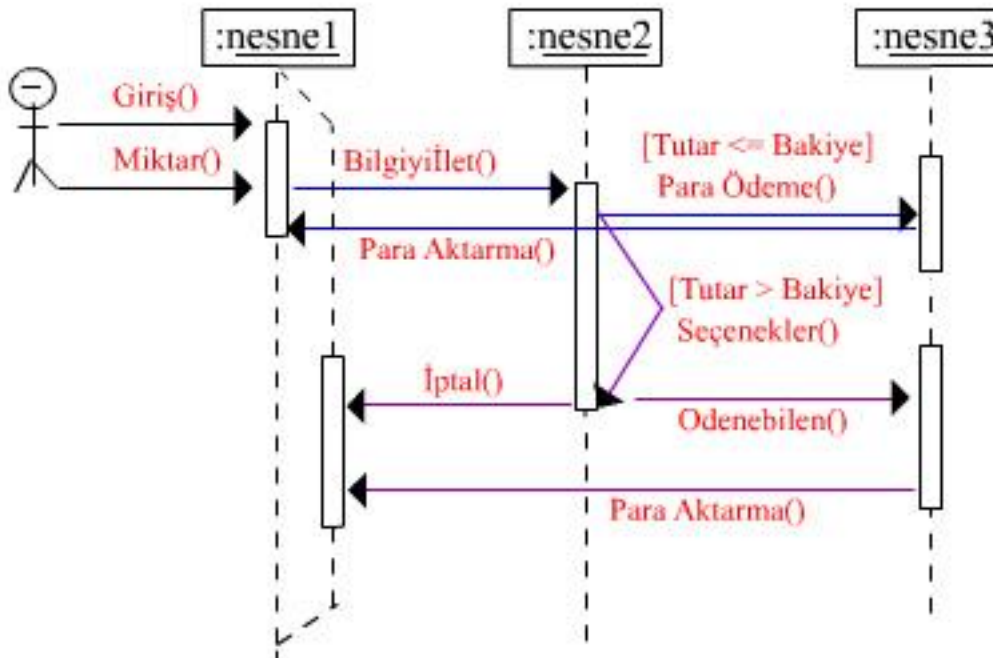 :nesne1
:nesne2
:nesne3
Giriş()
Miktar()
Bilgiyiİlet()
[Tutar <= Bakiye]
Para Ödeme()
Para Aktarma()
[Tutar > Bakiye]
Seçenekler()
İptal()
Odenebilen()
Para Aktarma()